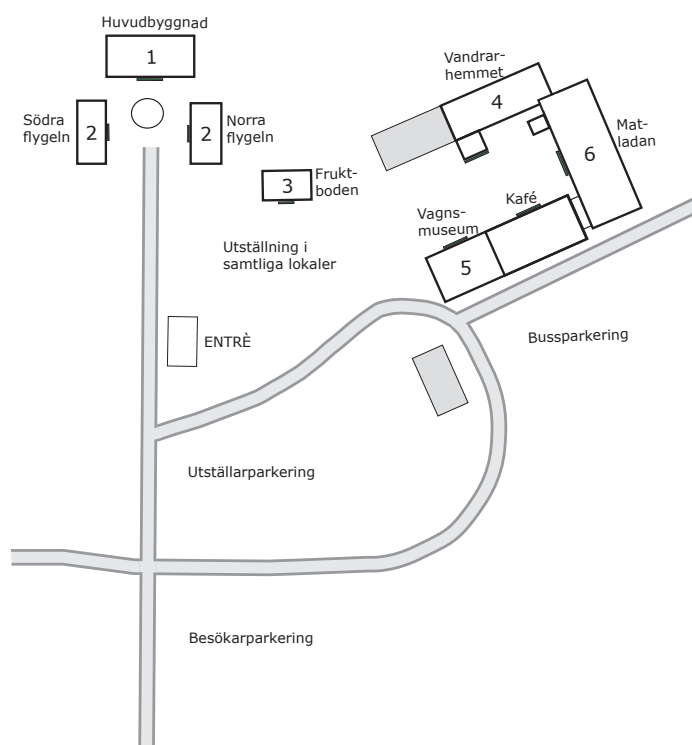 Huvudbyggnad
1
Södra
flygeln
2
2
Norra
flygeln
3
Frukt-
boden
Vandrar-
hemmet
4
Mat-
ladan
6
Kafé
Vagns-
museum
5
Utställning i
samtliga lokaler
ENTRÈ
Bussparkering
Utställarparkering
Besökarparkering